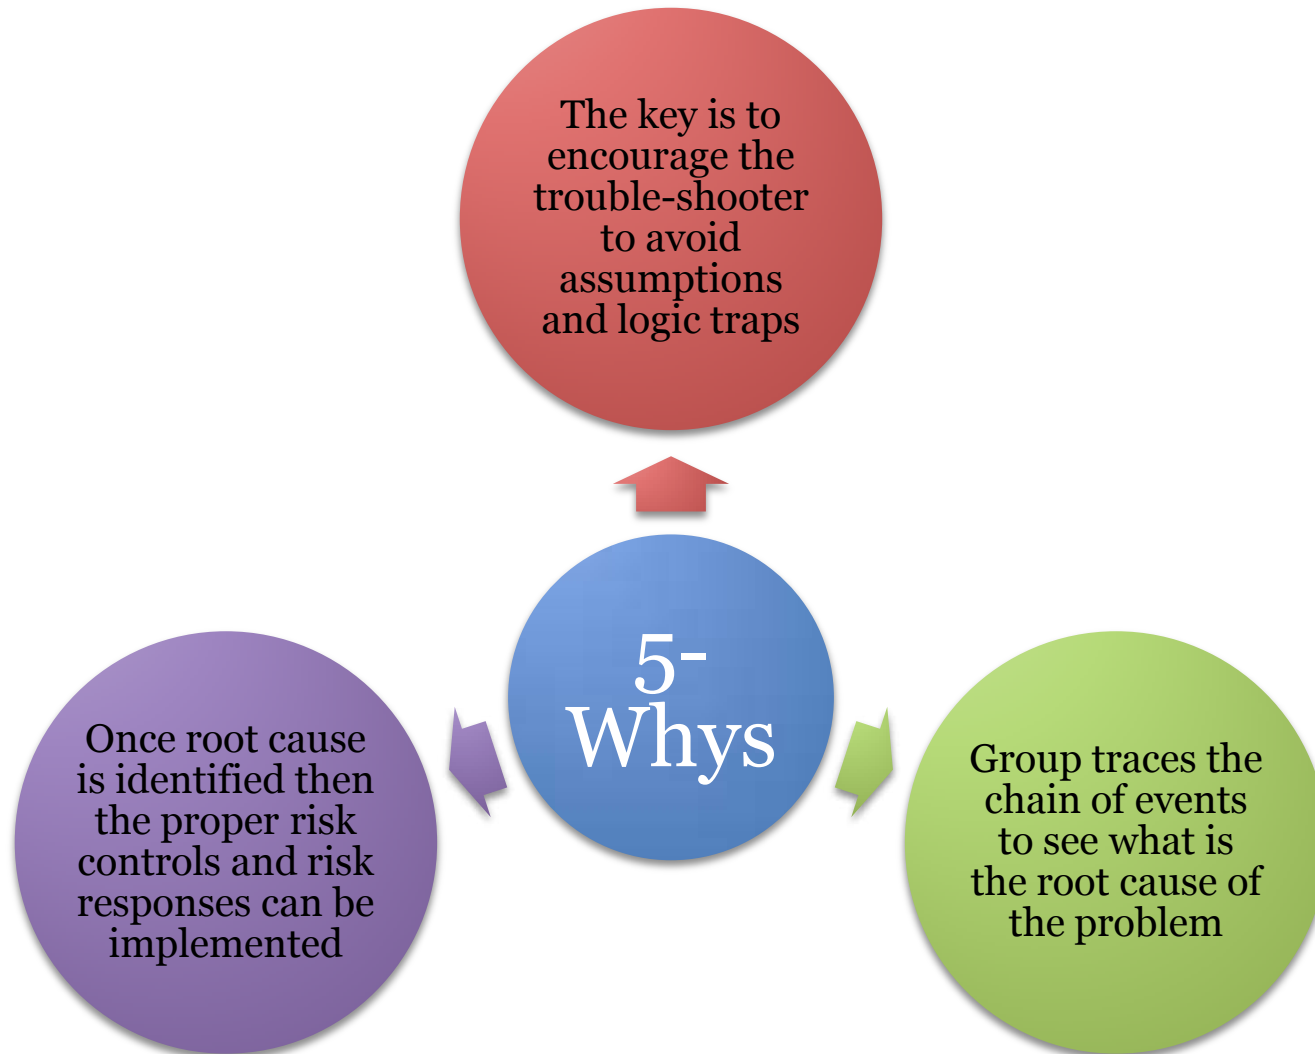 The key is to
encourage the
trouble-shooter
to avoid
assumptions
and logic traps
5-
Whys
Group traces the
chain of events
to see what is
the root cause of
the problem
Once root cause
is identified then
the proper risk
controls and risk
responses can be
implemented